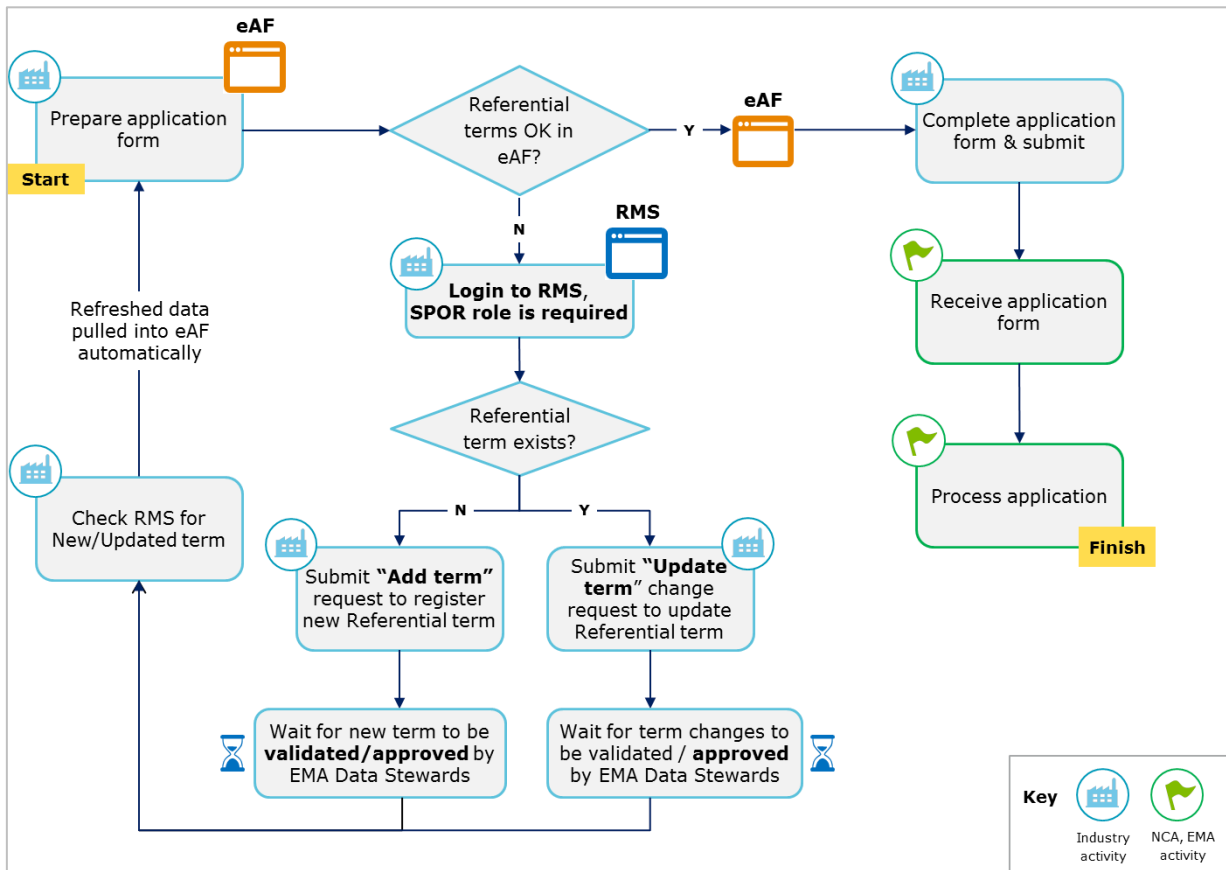 eAF
Prepare application
form
Start
Referential
terms OK in
eAF?
Y
eAF
Complete application
form & submit
N
RMS
Login to RMS,
SPOR role is required
Receive application
form
Refreshed data
pulled into eAF
automatically
Referential
term exists?
Process application
Finish
Check RMS for
New/Updated term
N
Y
Submit “Add term”
request to register
new Referential term
Submit “Update
term” change
request to update
Referential term
Wait for new term to be
validated/approved by
EMA Data Stewards
Wait for term changes to
be validated / approved
by EMA Data Stewards
Key
Industry
activity
NCA, EMA
activity